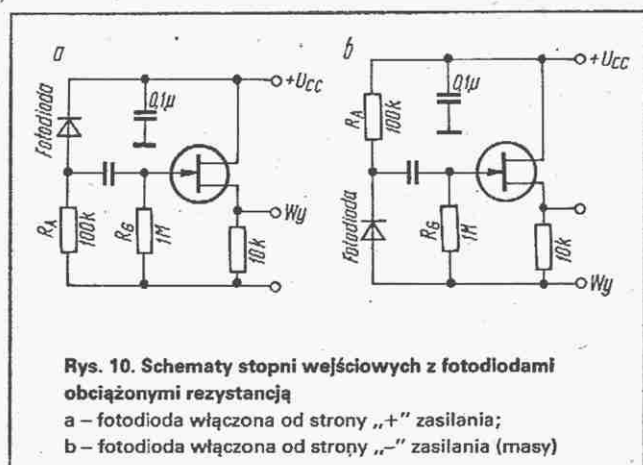 a
+Ucc
Fotodioda
0,1µ
RA
100k
RG
1M
Wy
10k
b
+Ucc
RA
100k
0,1µ
Fotodioda
RG
1M
10k
Wy
Rys. 10. Schematy stopni wejściowych z fotodiodami
obciążonymi rezystancją
a – fotodioda włączona od strony „+” zasilania;
b – fotodioda włączona od strony „–” zasilania (masy)